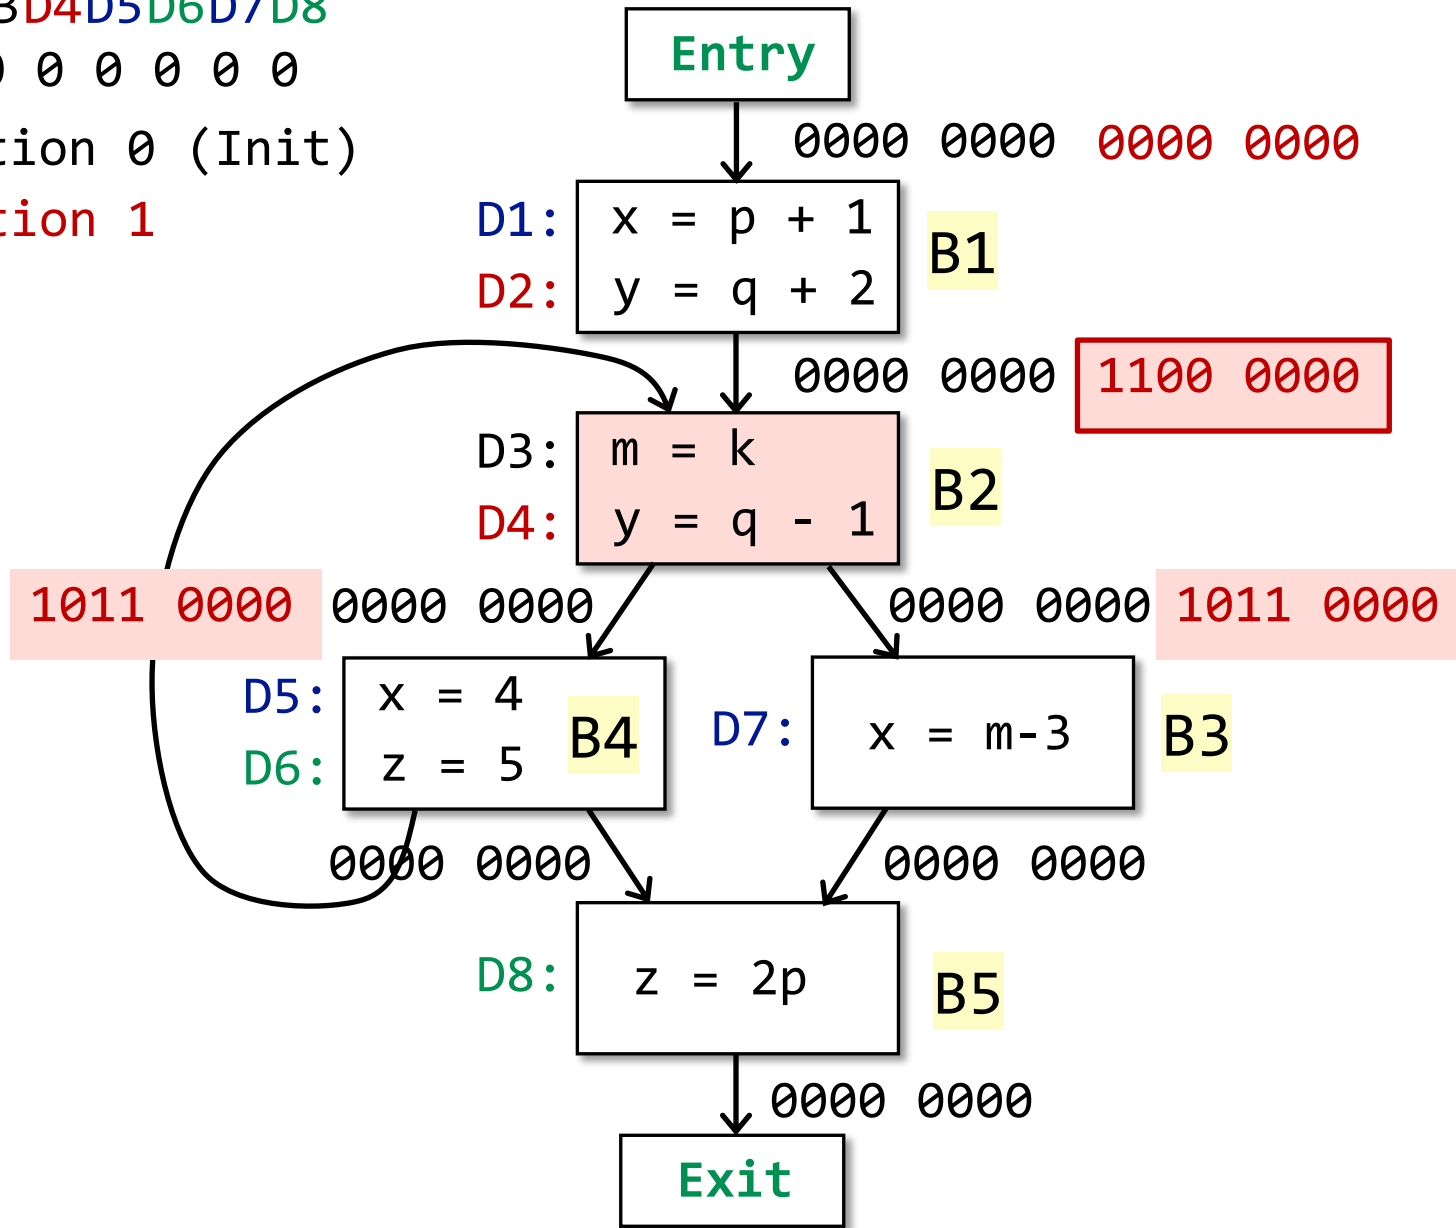 3D4D5D6D7D8
0 0 0 0 0 0
tion 0 (Init)
tion 1
Entry
0000 0000 0000 0000
D1: x = p + 1
D2: y = q + 2
B1
0000 0000 1100 0000
D3: m = k
D4: y = q - 1
B2
1011 0000 0000 0000
0000 0000 1011 0000
D5: x = 4
D6: z = 5
B4
D7: x = m-3
B3
0000 0000
0000 0000
D8: z = 2p
B5
0000 0000
Exit